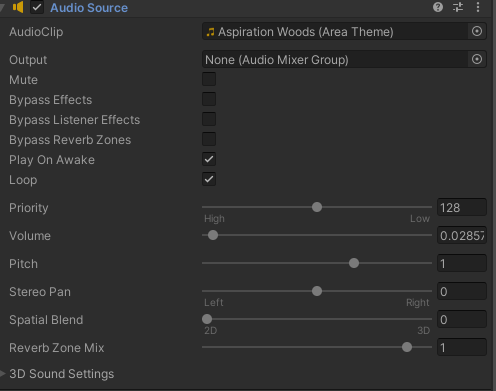 Audio Source
AudioClip Aspiration Woods (Area Theme)
Output None (Audio Mixer Group)
Mute
Bypass Effects
Bypass Listener Effects
Bypass Reverb Zones
Play On Awake
Loop
Priority 128
High Low
Volume 0.02857
Pitch 1
Stereo Pan 0
Left Right
Spatial Blend 0
2D 3D
Reverb Zone Mix 1
3D Sound Settings